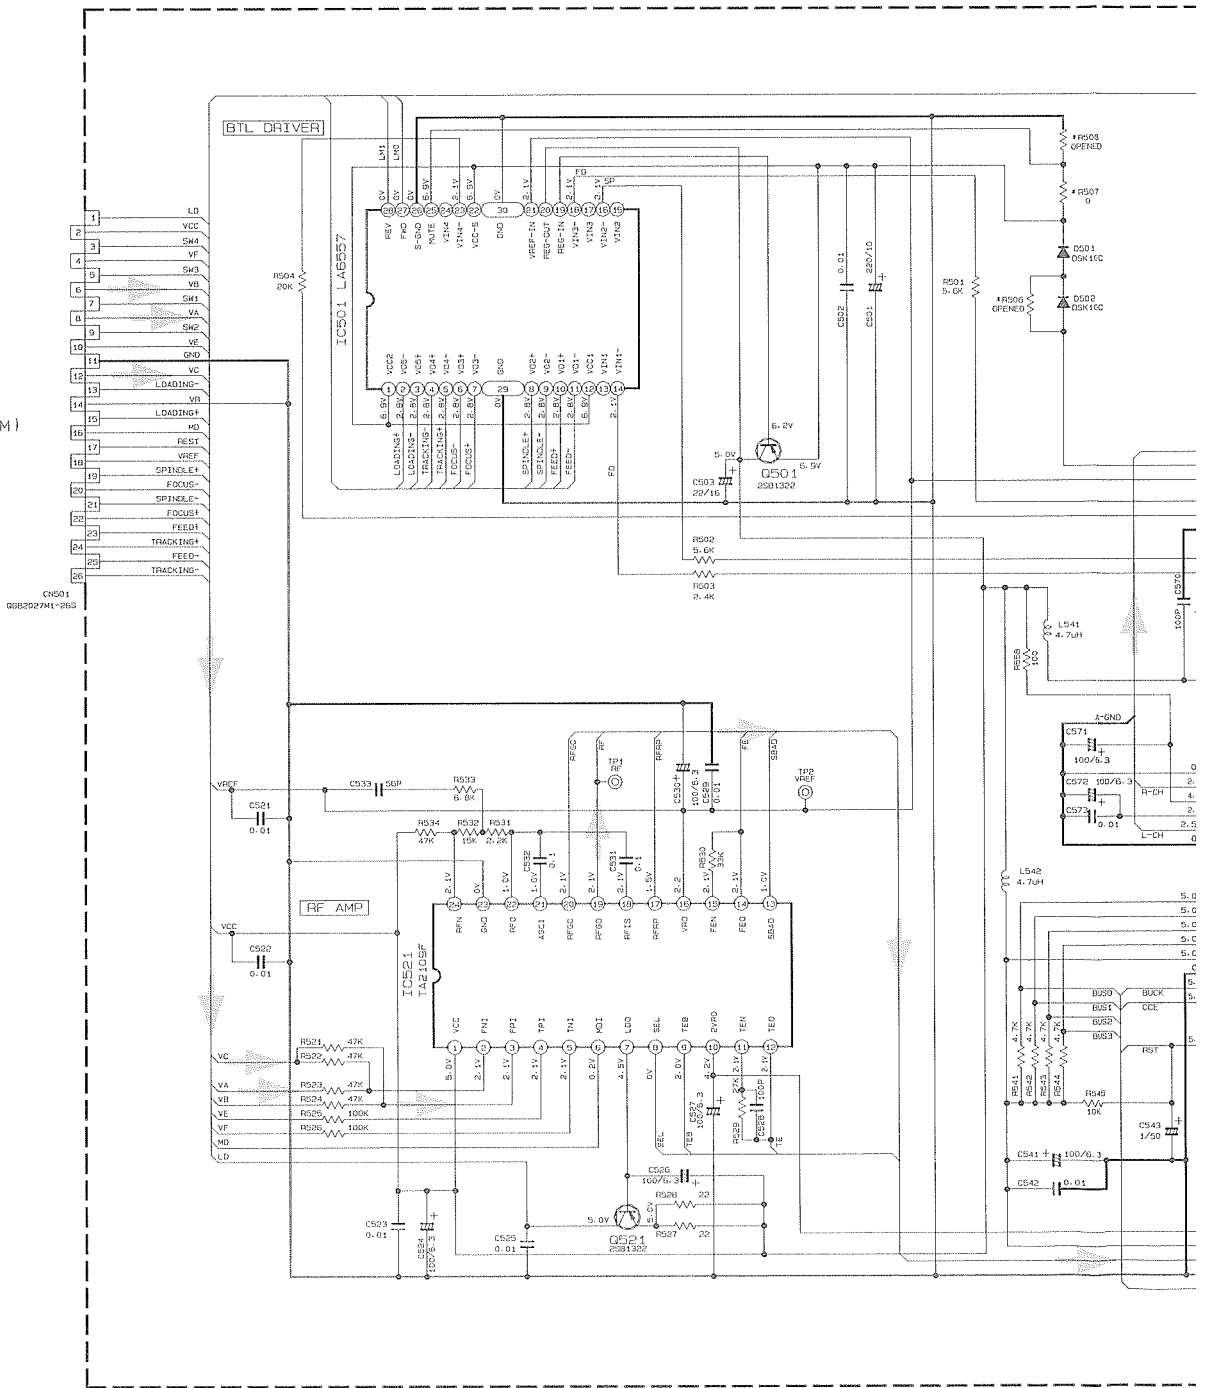 BTL DRIVER
*R508
OPENED
*R507
0
D501
DSK10C
*R506
OPENED
D502
DSK10C
LM1
LM0
0V
0V
0V
6.9V
2.1V
6.9V
0V
2.1V
2.1V
FD
2.1V
SP
28
27
26
25
24
23
22
30
21
20
19
18
17
16
15
REV
FWD
S-GND
MUTE
VIN4
VIN4-
VCC-S
GND
VREF-IN
REG-OUT
REG-IN
VIN3-
VIN3
VIN2-
VIN2
IC501 LA6557
R504
20K
C502
0.01
C501
220/10
R501
5.6K
VCC2
VO5-
VO5+
VO4+
VO4-
VO3+
VO3-
GND
VO2+
VO2-
VO1+
VO1-
VCC1
VIN1
VIN1-
1
2
3
4
5
6
7
29
8
9
10
11
12
13
14
6.9V
2.8V
2.8V
2.8V
2.8V
2.8V
2.8V
0V
2.8V
2.8V
2.8V
2.8V
6.9V
2.1V
LOADING+
LOADING-
TRACKING-
TRACKING+
FOCUS-
FOCUS+
SPINDLE+
SPINDLE-
FEED+
FEED-
FD
6.2V
5.0V
6.9V
Q501
2SB1322
C503
22/16
1 LD
2 VCC
3 SW4
4 VF
5 SW3
6 VB
7 SW1
8 VA
9 SW2
10 VE
11 GND
12 VC
13 LOADING-
14 VR
15 LOADING+
16 MD
17 REST
18 VREF
19 SPINDLE+
20 FOCUS-
21 SPINDLE-
22 FOCUS+
23 FEED+
24 TRACKING+
25 FEED-
26 TRACKING-
CN501
QGB2027M1-26S
M)
R502
5.6K
R503
2.4K
C570
100P
L541
4.7uH
R558
100
A-GND
C571
100/6.3
C572 100/6.3
C573
0.01
R-CH
L-CH
L542
4.7uH
VREF
C521
0.01
C533 56P
R533
6.8K
R534
47K
R532
15K
R531
2.2K
C532
0.1
C531
0.1
RFGC
RF
TP1
RF
RFRP
C530
100/6.3
C529
0.01
FE
SBAD
TP2
VREF
R530
33K
RF AMP
VCC
C522
0.01
2.1V
0V
1.0V
1.0V
2.1V
2.1V
2.1V
1.5V
2.2
2.1V
2.1V
1.0V
24
23
22
21
20
19
18
17
16
15
14
13
RFN
GND
RFO
AGCI
RFGC
RFGO
RFIS
RFRP
VRO
FEN
FEO
SBAD
IC521
TA2109F
VCC
FNI
FPI
TPI
TNI
MDI
LDO
SEL
TEB
2VRO
TEN
TEO
1
2
3
4
5
6
7
8
9
10
11
12
5.0V
2.1V
2.1V
2.1V
2.1V
0.2V
4.5V
0V
2.0V
4.2V
2.1V
2.1V
VC
R521 47K
R522 47K
VA
R523 47K
VB
R524 47K
VE
R525 100K
VF
R526 100K
MD
LD
C527
100/6.3
R529
27K
C528
100P
SEL
TEB
TE
C526
100/6.3
R528 22
R527 22
5.0V
5.0V
Q521
2SB1322
C523
0.01
C524
100/6.3
C525
0.01
BUS0
BUS1
BUS2
BUS3
BUCK
CCE
RST
R541
4.7K
R542
4.7K
R543
4.7K
R544
4.7K
R545
10K
C543
1/50
C541 100/6.3
C542 0.01